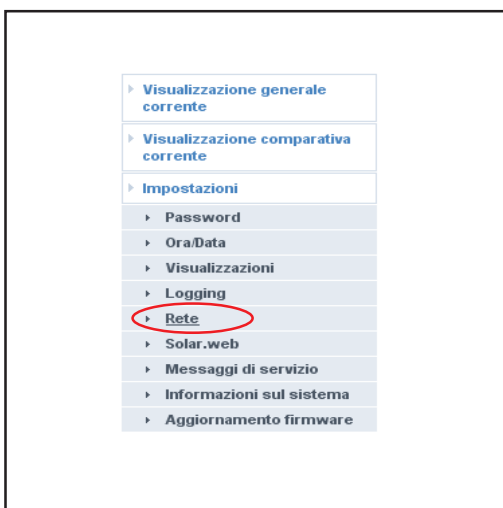 Visualizzazione generale
corrente
Visualizzazione comparativa
corrente
Impostazioni
Password
Ora/Data
Visualizzazioni
Logging
Rete
Solar.web
Messaggi di servizio
Informazioni sul sistema
Aggiornamento firmware